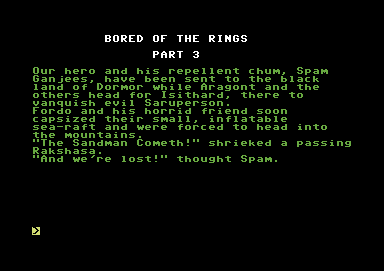 BORED OF THE RINGS
PART 3
Our hero and his repellent chum, Spam
Ganjees, have been sent to the black
land of Dormor while Aragont and the
others head for Isithard, there to
vanquish evil Saruperson.
Fordo and his horrid friend soon
capsized their small, inflatable
sea-raft and were forced to head into
the mountains.
"The Sandman Cometh!" shrieked a passing
Rakshasa.
"And we're lost!" thought Spam.
>